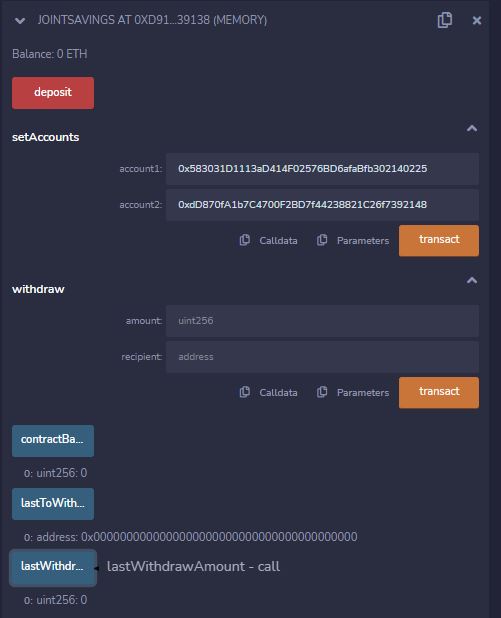 JOINTSAVINGS AT 0XD91...39138 (MEMORY)
Balance: 0 ETH
deposit
setAccounts
account1: 0x583031D1113aD414F02576BD6afaBfb302140225
account2: 0xdD870fA1b7C4700F2BD7f44238821C26f7392148
Calldata Parameters transact
withdraw
amount: uint256
recipient: address
Calldata Parameters transact
contractBa...
0: uint256: 0
lastToWith...
0: address: 0x0000000000000000000000000000000000000000
lastWithdr... lastWithdrawAmount - call
0: uint256: 0